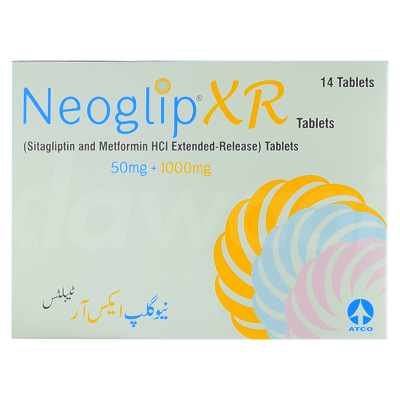 14 Tablets
Neoglip® XR Tablets
(Sitagliptin and Metformin HCl Extended-Release) Tablets
50mg + 1000mg
نیوگلپ ایکس آر ٹیبلٹس
ATCO